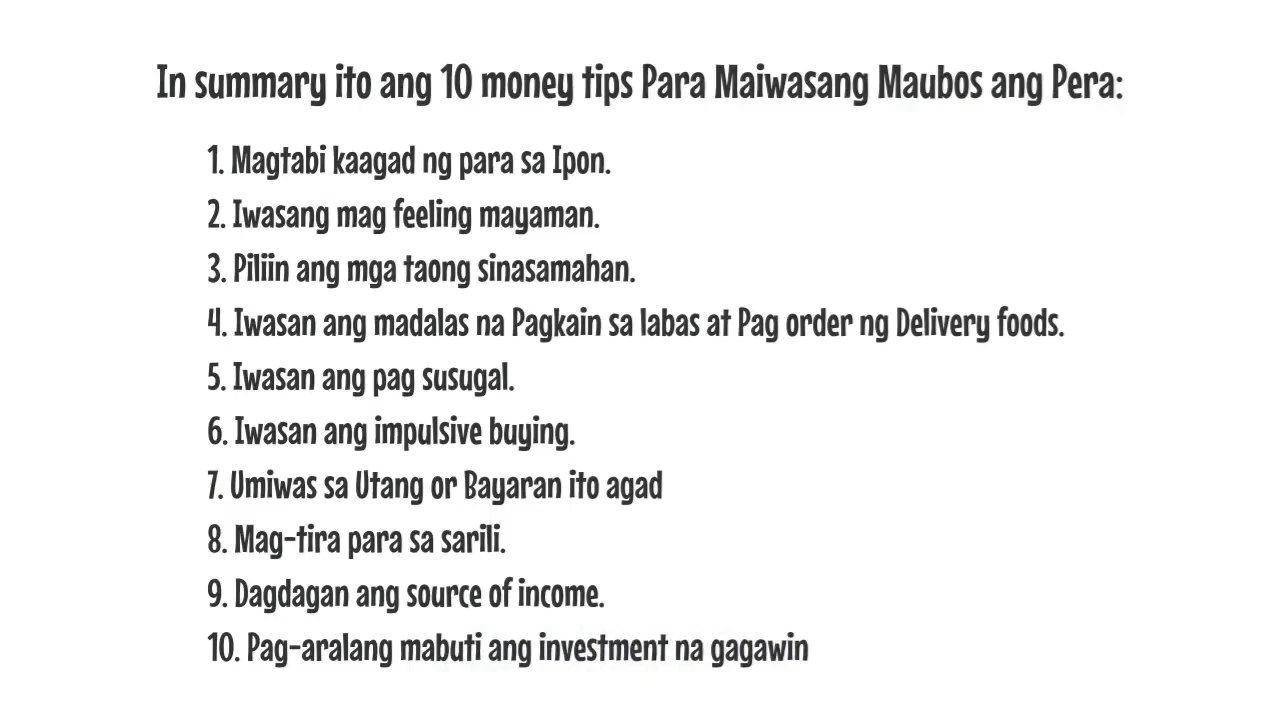 In summary ito ang 10 money tips Para Maiwasang Maubos ang Pera:
1. Magtabi kaagad ng para sa Ipon.
2. Iwasang mag feeling mayaman.
3. Piliin ang mga taong sinasamahan.
4. Iwasan ang madalas na Pagkain sa labas at Pag order ng Delivery foods.
5. Iwasan ang pag susugal.
6. Iwasan ang impulsive buying.
7. Umiwas sa Utang or Bayaran ito agad
8. Mag-tira para sa sarili.
9. Dagdagan ang source of income.
10. Pag-aralang mabuti ang investment na gagawin